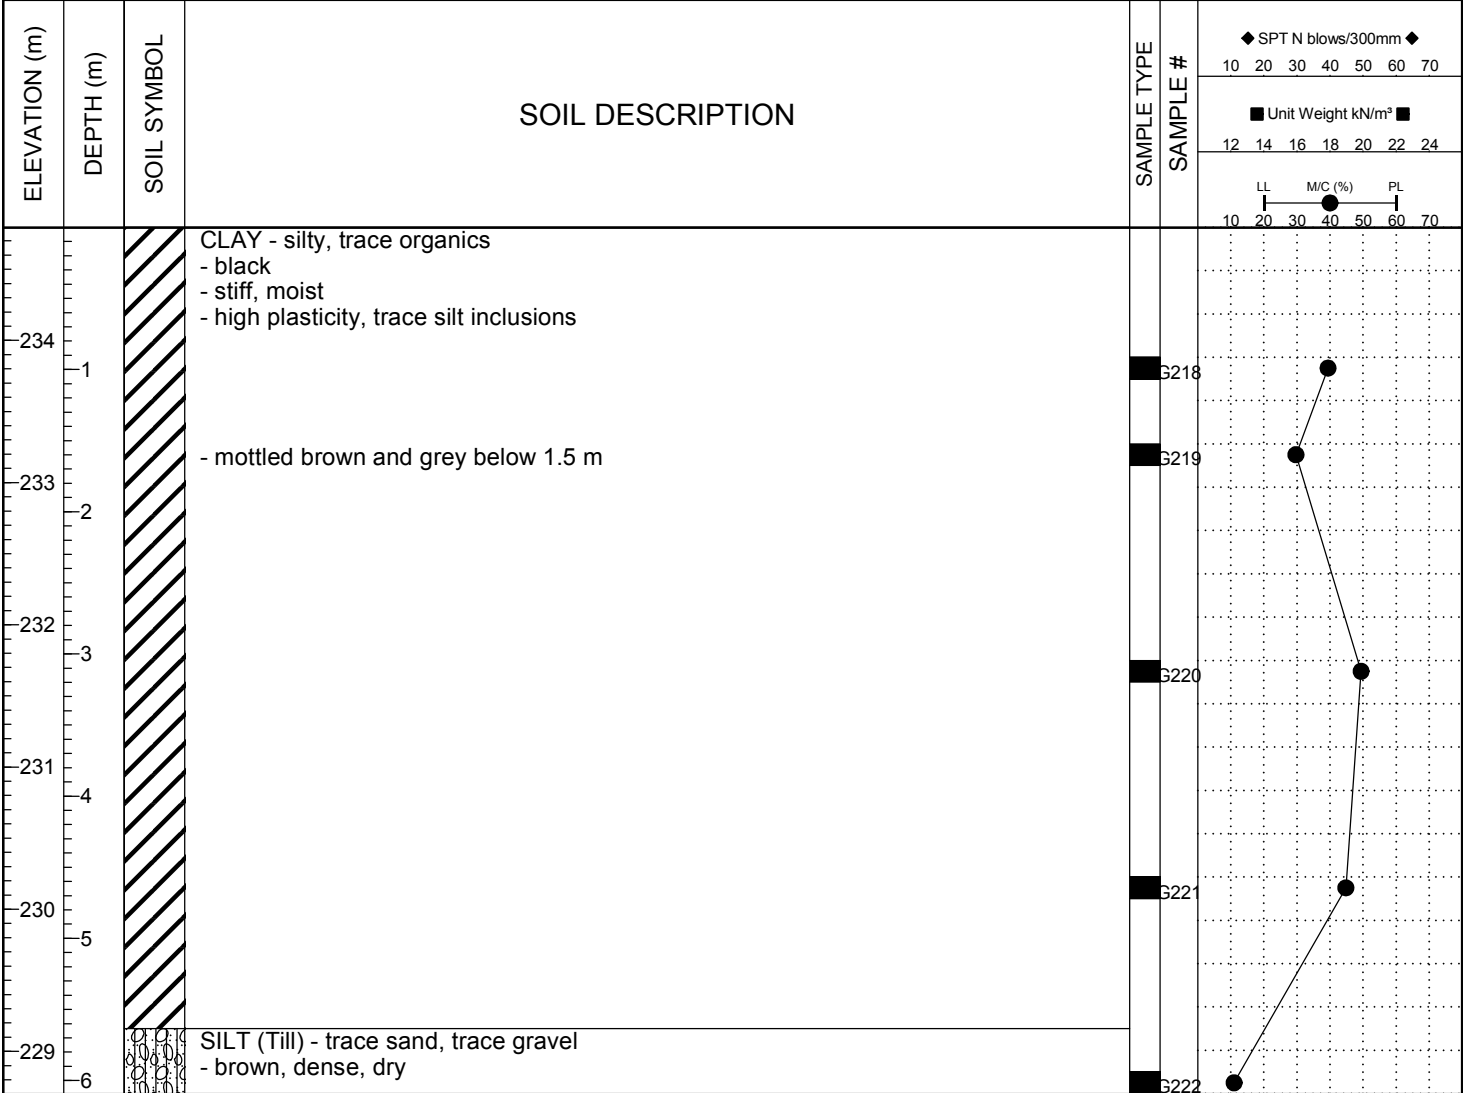 ELEVATION (m)
DEPTH (m)
SOIL SYMBOL
SOIL DESCRIPTION
SAMPLE TYPE
SAMPLE #
◆ SPT N blows/300mm ◆
10 20 30 40 50 60 70
■ Unit Weight kN/m³ ■
12 14 16 18 20 22 24
LL M/C (%) PL
10 20 30 40 50 60 70
CLAY - silty, trace organics
- black
- stiff, moist
- high plasticity, trace silt inclusions
234
1
G218
- mottled brown and grey below 1.5 m
G219
233
2
232
3
G220
231
4
G221
230
5
SILT (Till) - trace sand, trace gravel
229
- brown, dense, dry
6
G222